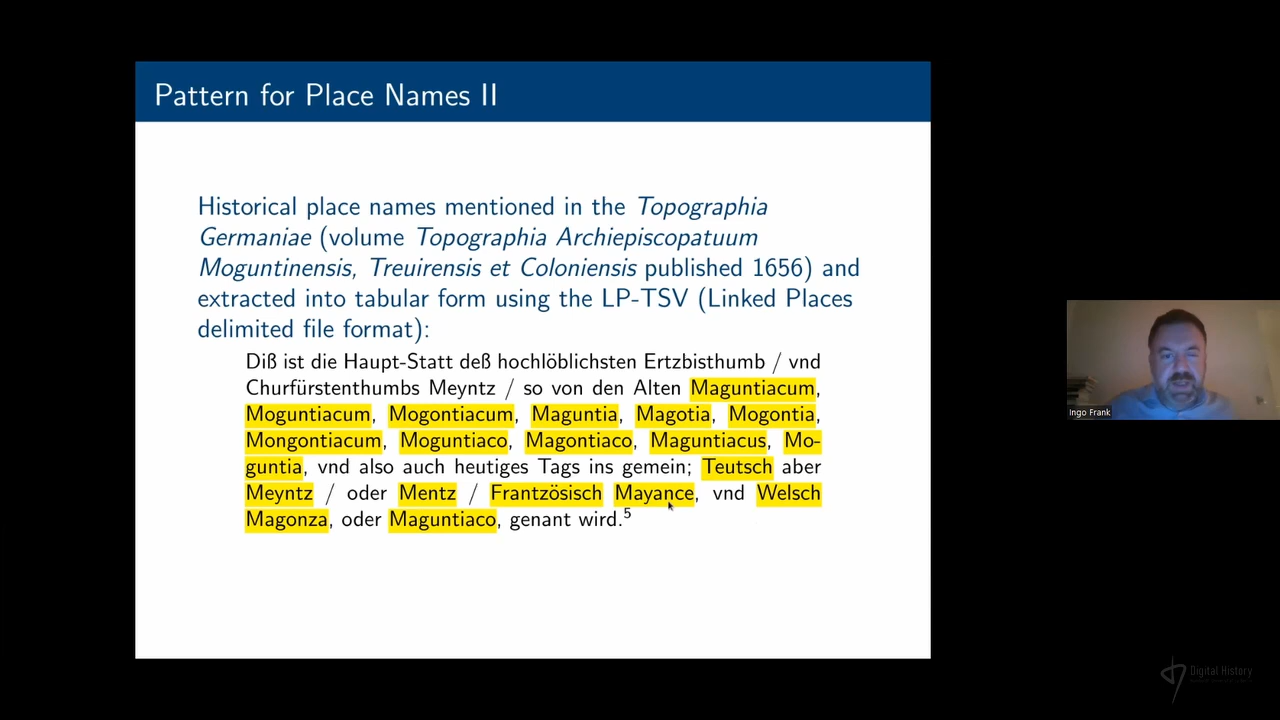 Pattern for Place Names II
Historical place names mentioned in the Topographia
Germaniae (volume Topographia Archiepiscopatuum
Moguntinensis, Treuirensis et Coloniensis published 1656) and
extracted into tabular form using the LP-TSV (Linked Places
delimited file format):
Diß ist die Haupt-Statt deß hochlöblichsten Ertzbisthumb / vnd
Churfürstenthumbs Meyntz / so von den Alten Maguntiacum,
Moguntiacum, Mogontiacum, Maguntia, Magotia, Mogontia,
Mongontiacum, Moguntiaco, Magontiaco, Maguntiacus, Mo-
guntia, vnd also auch heutiges Tags ins gemein; Teutsch aber
Meyntz / oder Mentz / Frantzösisch Mayance, vnd Welsch
Magonza, oder Maguntiaco, genant wird.5
Ingo Frank
Digital History